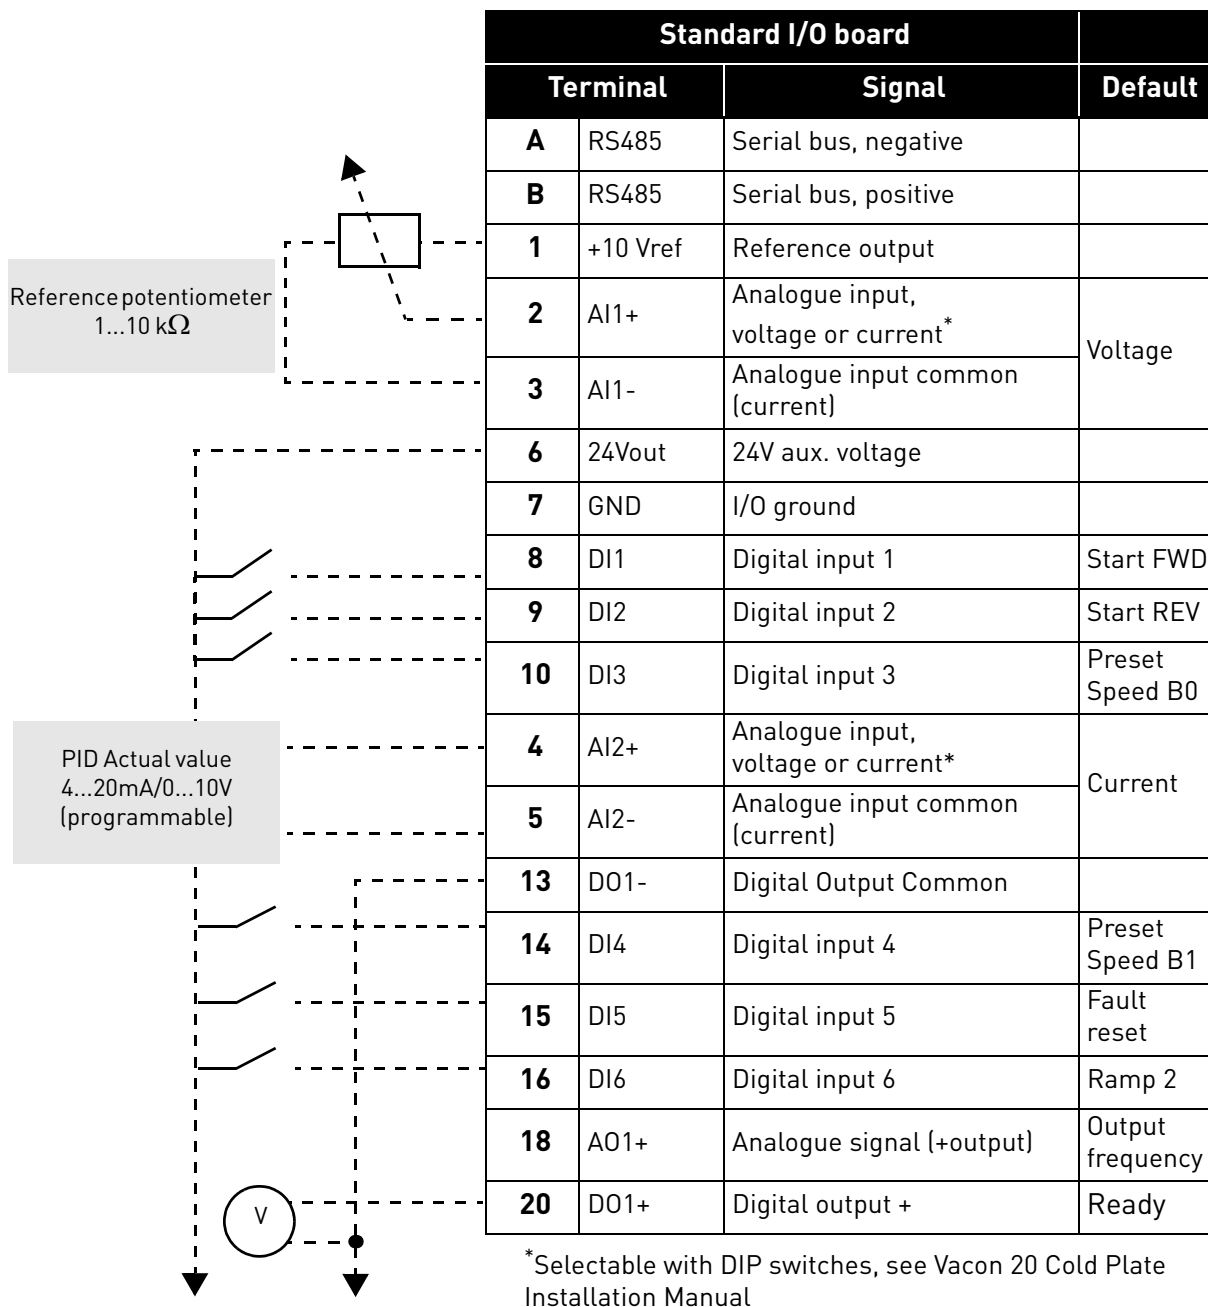 Standard I/O board
Terminal Signal Default
A RS485 Serial bus, negative
B RS485 Serial bus, positive
1 +10 Vref Reference output
Reference potentiometer
1...10 kΩ
2 AI1+ Analogue input,
voltage or current*
Voltage
3 AI1- Analogue input common
(current)
6 24Vout 24V aux. voltage
7 GND I/O ground
8 DI1 Digital input 1 Start FWD
9 DI2 Digital input 2 Start REV
10 DI3 Digital input 3 Preset
Speed B0
PID Actual value
4...20mA/0...10V
(programmable)
4 AI2+ Analogue input,
voltage or current*
Current
5 AI2- Analogue input common
(current)
13 DO1- Digital Output Common
14 DI4 Digital input 4 Preset
Speed B1
15 DI5 Digital input 5 Fault
reset
16 DI6 Digital input 6 Ramp 2
18 AO1+ Analogue signal (+output) Output
frequency
20 DO1+ Digital output + Ready
V
*Selectable with DIP switches, see Vacon 20 Cold Plate
Installation Manual